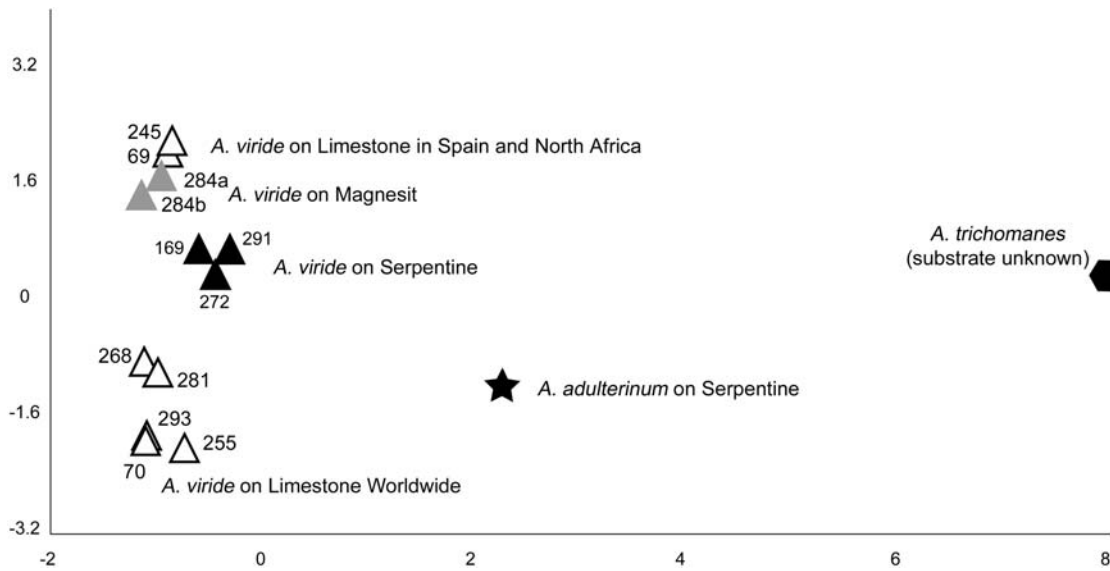 3.2
245
69
A. viride on Limestone in Spain and North Africa
1.6
284a
284b
A. viride on Magnesit
169
291
A. viride on Serpentine
272
A. trichomanes
(substrate unknown)
0
268
281
A. adulterinum on Serpentine
-1.6
293
255
70
A. viride on Limestone Worldwide
-3.2
-2
0
2
4
6
8